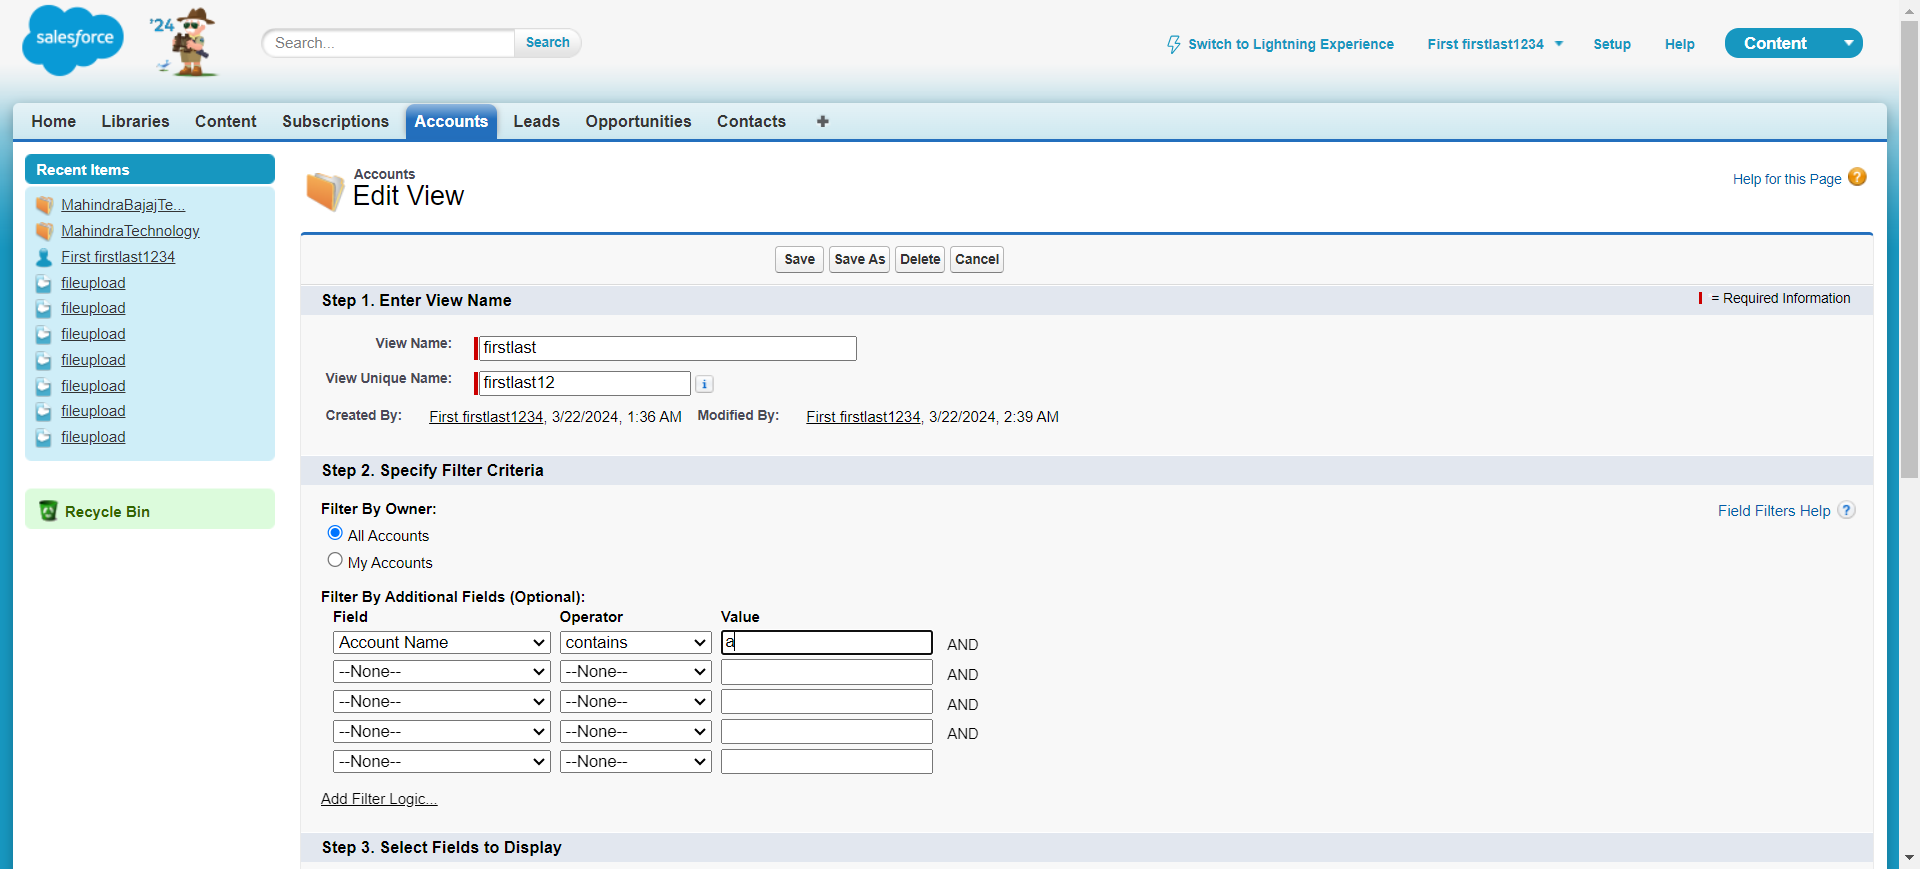 salesforce
'24
Search...
Search
Switch to Lightning Experience
First firstlast1234
Setup
Help
Content
Home
Libraries
Content
Subscriptions
Accounts
Leads
Opportunities
Contacts
Recent Items
MahindraBajajTe...
MahindraTechnology
First firstlast1234
fileupload
fileupload
fileupload
fileupload
fileupload
fileupload
fileupload
Recycle Bin
Accounts
Edit View
Help for this Page
Save
Save As
Delete
Cancel
Step 1. Enter View Name
= Required Information
View Name:
firstlast
View Unique Name:
firstlast12
Created By: First firstlast1234, 3/22/2024, 1:36 AM
Modified By: First firstlast1234, 3/22/2024, 2:39 AM
Step 2. Specify Filter Criteria
Filter By Owner:
Field Filters Help ?
All Accounts
My Accounts
Filter By Additional Fields (Optional):
Field Operator Value
Account Name contains a AND
--None-- --None-- AND
--None-- --None-- AND
--None-- --None-- AND
--None-- --None--
Add Filter Logic...
Step 3. Select Fields to Display